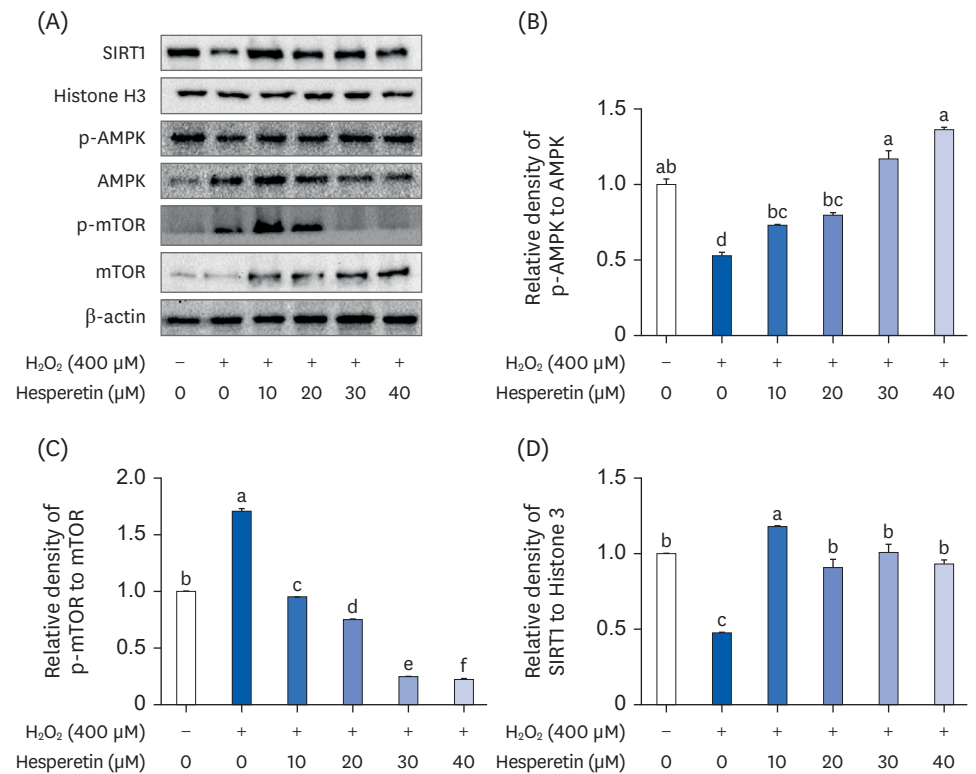 (A)
SIRT1
Histone H3
p-AMPK
AMPK
p-mTOR
mTOR
β-actin
H₂O₂ (400 µM) – + + + + +
Hesperetin (µM) 0 0 10 20 30 40
(B)
Relative density of
p-AMPK to AMPK
1.5
1.0
0.5
0
ab d bc bc a a
H₂O₂ (400 µM) – + + + + +
Hesperetin (µM) 0 0 10 20 30 40
(C)
Relative density of
p-mTOR to mTOR
2.0
1.5
1.0
0.5
0
b a c d e f
H₂O₂ (400 µM) – + + + + +
Hesperetin (µM) 0 0 10 20 30 40
(D)
Relative density of
SIRT1 to Histone 3
1.5
1.0
0.5
0
b c a b b b
H₂O₂ (400 µM) – + + + + +
Hesperetin (µM) 0 0 10 20 30 40